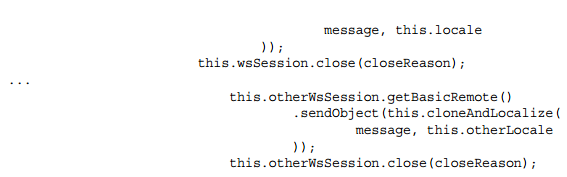 message, this.locale
));
this.wsSession.close(closeReason);
...
this.otherWsSession.getBasicRemote()
.sendObject(this.cloneAndLocalize(
message, this.otherLocale
));
this.otherWsSession.close(closeReason);